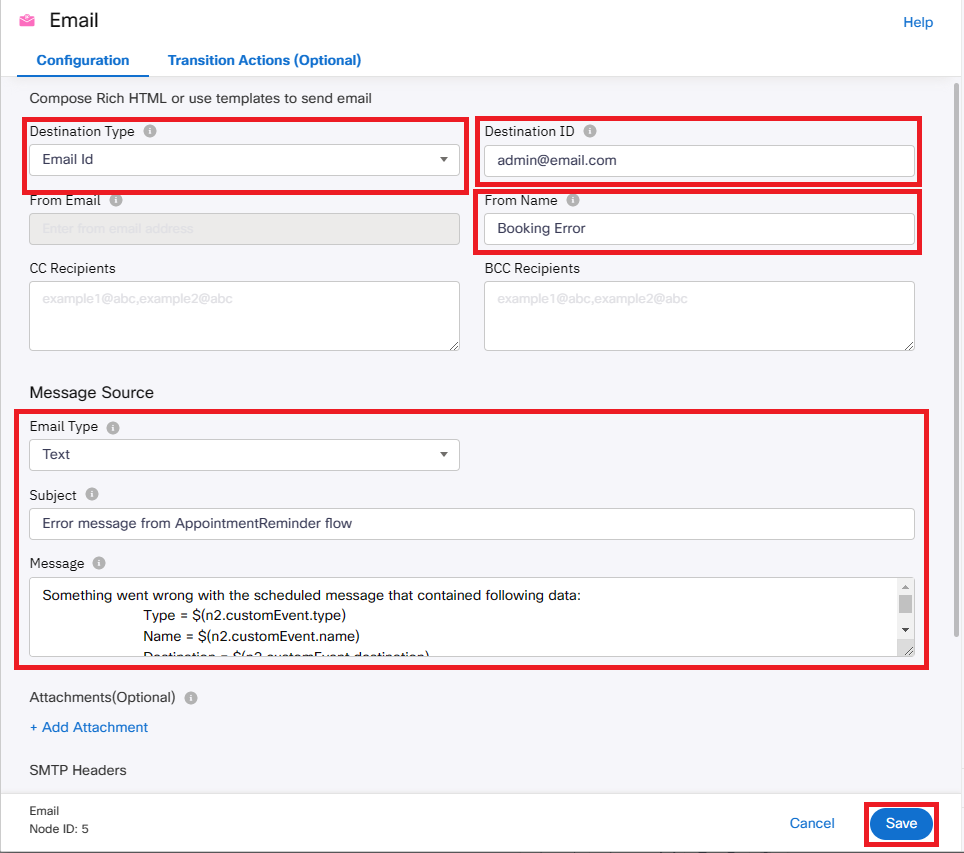 Email
Help
Configuration
Transition Actions (Optional)
Compose Rich HTML or use templates to send email
Destination Type
Destination ID
Email Id
admin@email.com
From Email
From Name
Enter from email address
Booking Error
CC Recipients
BCC Recipients
example1@abc,example2@abc
example1@abc,example2@abc
Message Source
Email Type
Text
Subject
Error message from AppointmentReminder flow
Message
Something went wrong with the scheduled message that contained following data:
Type = $(n2.customEvent.type)
Name = $(n2.customEvent.name)
Destination = $(n2.customEvent.destination)
Attachments(Optional)
+ Add Attachment
SMTP Headers
Email
Node ID: 5
Cancel
Save